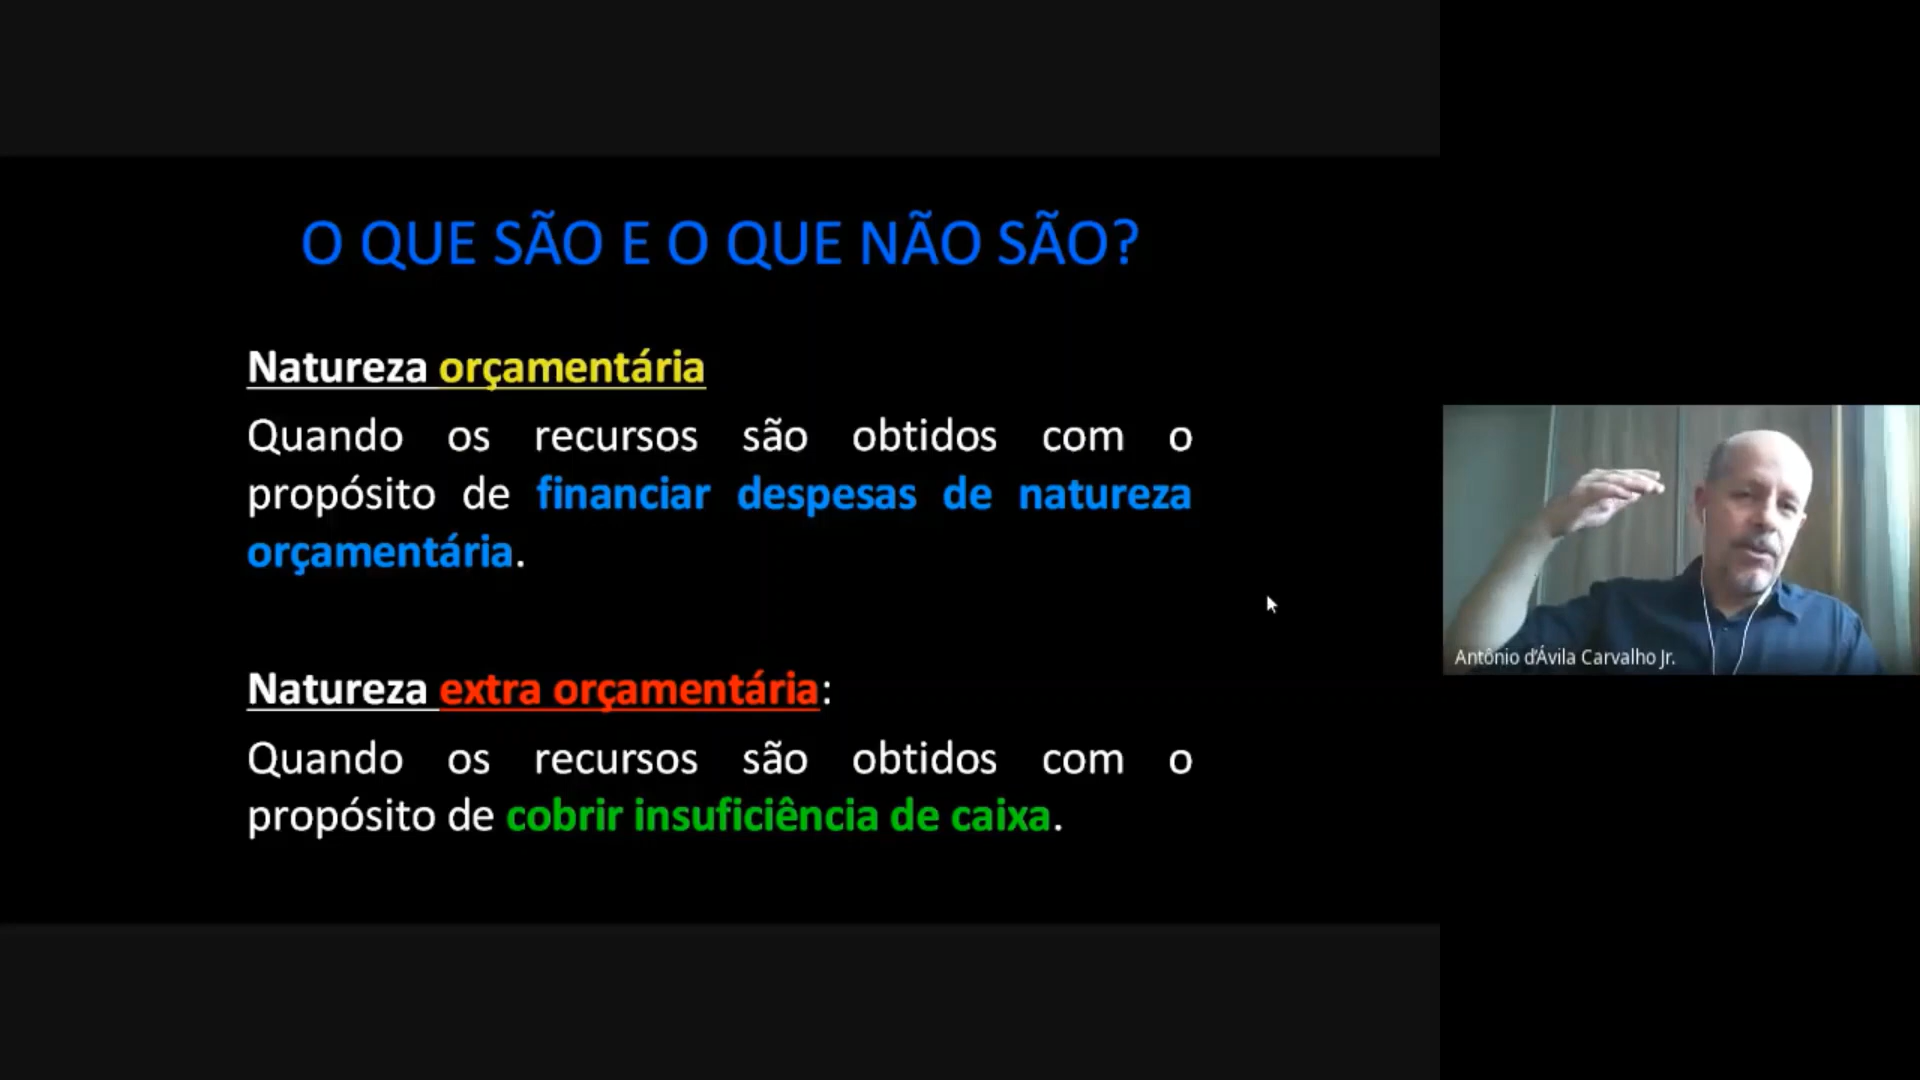 O QUE SÃO E O QUE NÃO SÃO?
Natureza orçamentária
Quando os recursos são obtidos com o
propósito de financiar despesas de natureza
orçamentária.
Natureza extra orçamentária:
Quando os recursos são obtidos com o
propósito de cobrir insuficiência de caixa.
Antônio d'Ávila Carvalho Jr.